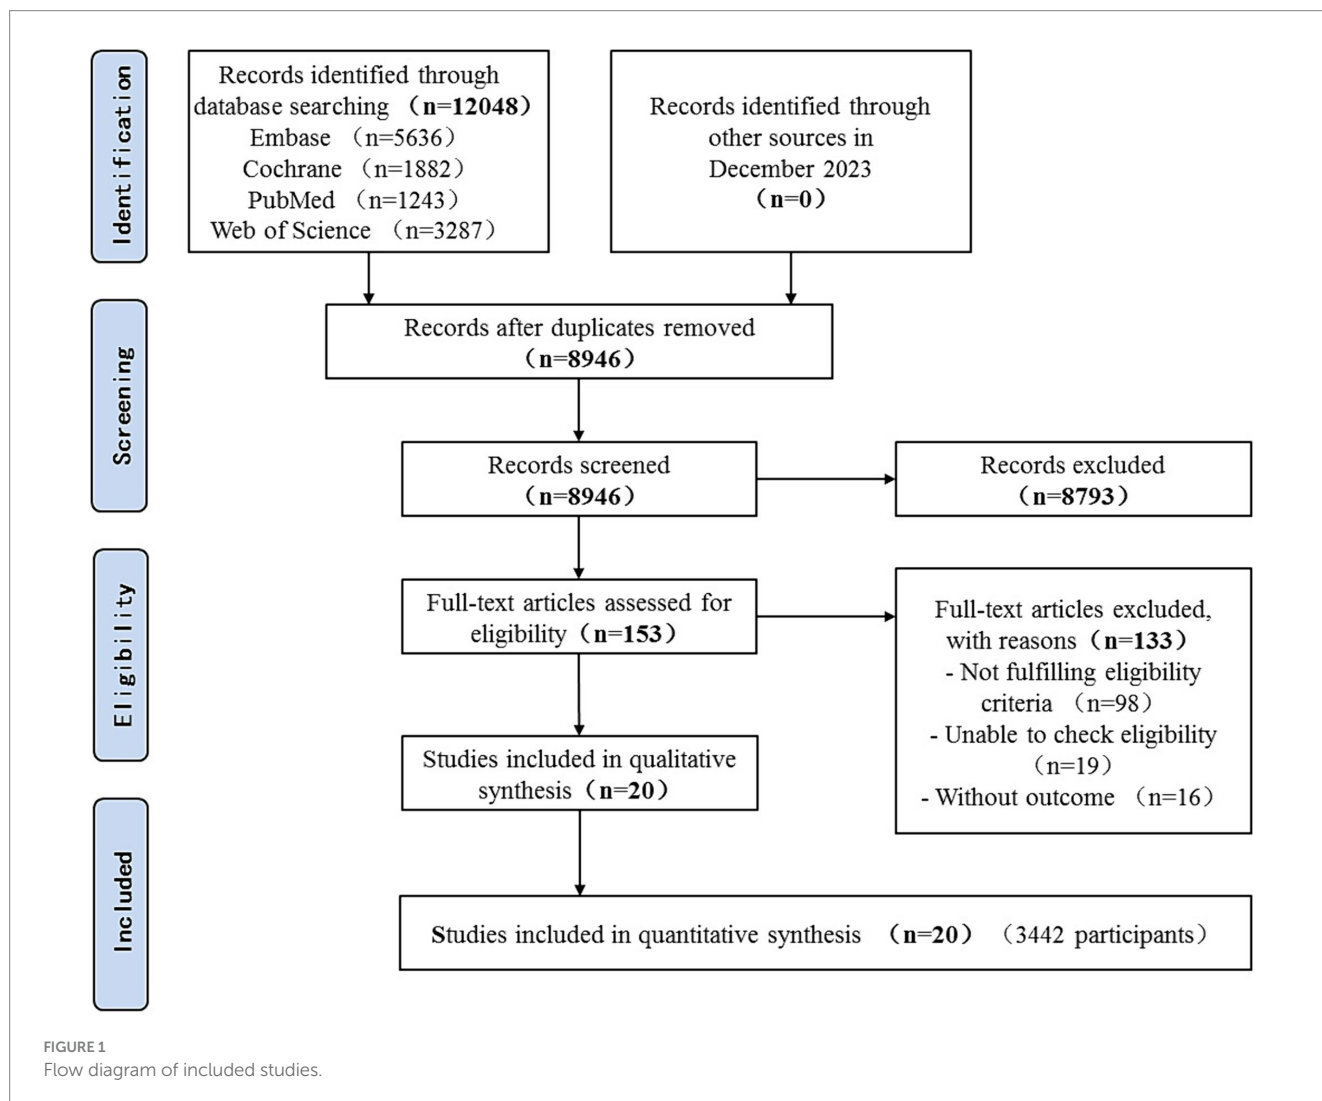 Identification
Records identified through
database searching （n=12048）
Embase （n=5636）
Cochrane （n=1882）
PubMed （n=1243）
Web of Science （n=3287）
Records identified through
other sources in
December 2023
（n=0）
Screening
Records after duplicates removed
（n=8946）
Records screened
（n=8946）
Records excluded
（n=8793）
Eligibility
Full-text articles assessed for
eligibility（n=153）
Full-text articles excluded,
with reasons（n=133）
- Not fulfilling eligibility
criteria （n=98）
- Unable to check eligibility
（n=19）
- Without outcome （n=16）
Studies included in qualitative
synthesis（n=20）
Included
Studies included in quantitative synthesis （n=20）（3442 participants）
FIGURE 1
Flow diagram of included studies.